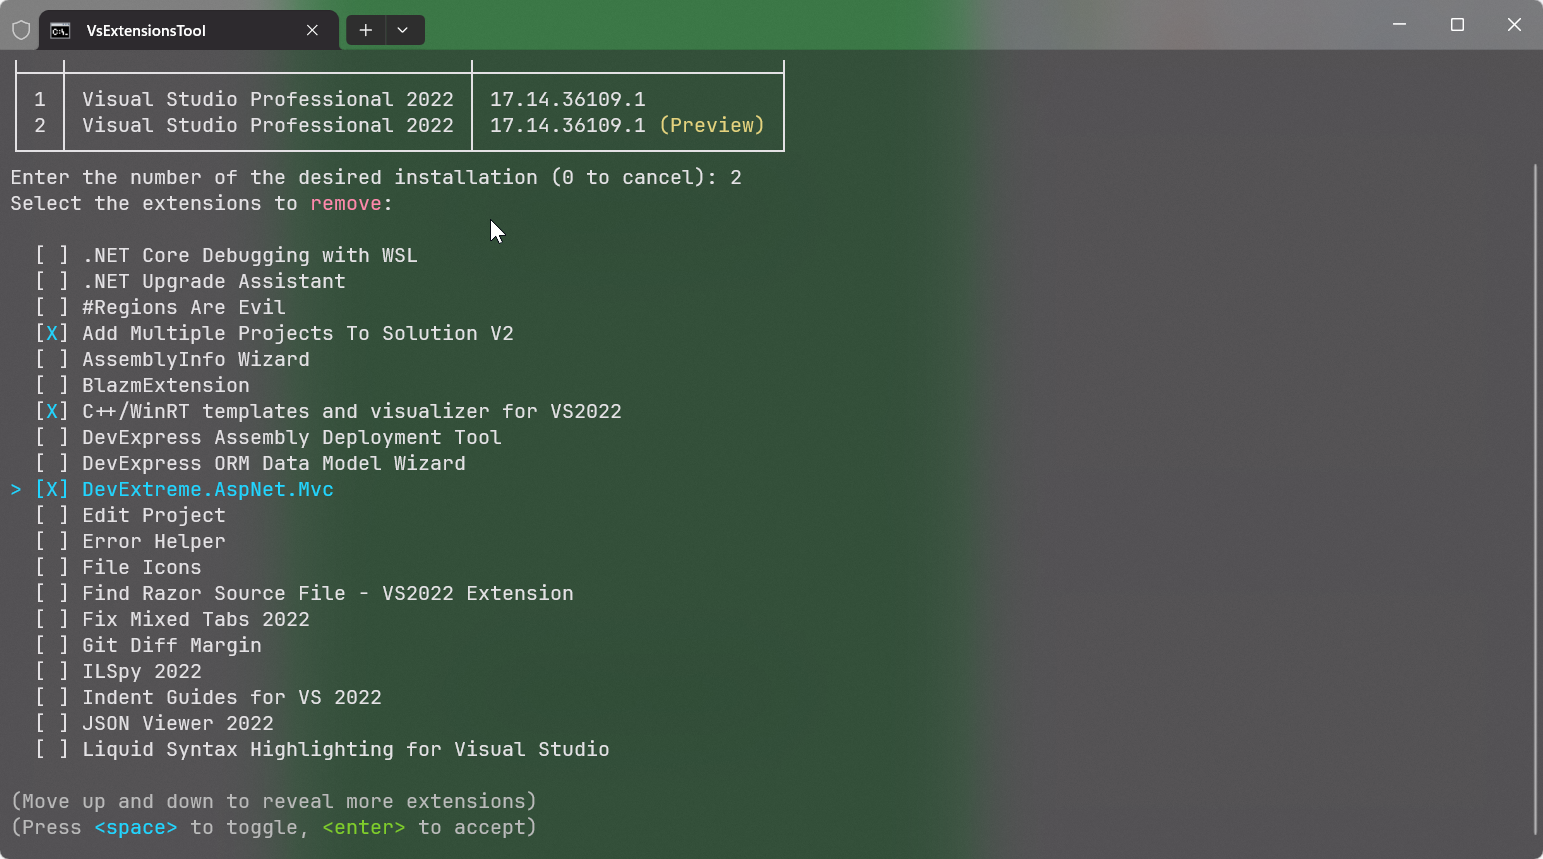 VsExtensionsTool
1 Visual Studio Professional 2022 17.14.36109.1
2 Visual Studio Professional 2022 17.14.36109.1 (Preview)
Enter the number of the desired installation (0 to cancel): 2
Select the extensions to remove:
[ ] .NET Core Debugging with WSL
[ ] .NET Upgrade Assistant
[ ] #Regions Are Evil
[X] Add Multiple Projects To Solution V2
[ ] AssemblyInfo Wizard
[ ] BlazmExtension
[X] C++/WinRT templates and visualizer for VS2022
[ ] DevExpress Assembly Deployment Tool
[ ] DevExpress ORM Data Model Wizard
> [X] DevExtreme.AspNet.Mvc
[ ] Edit Project
[ ] Error Helper
[ ] File Icons
[ ] Find Razor Source File - VS2022 Extension
[ ] Fix Mixed Tabs 2022
[ ] Git Diff Margin
[ ] ILSpy 2022
[ ] Indent Guides for VS 2022
[ ] JSON Viewer 2022
[ ] Liquid Syntax Highlighting for Visual Studio
(Move up and down to reveal more extensions)
(Press <space> to toggle, <enter> to accept)